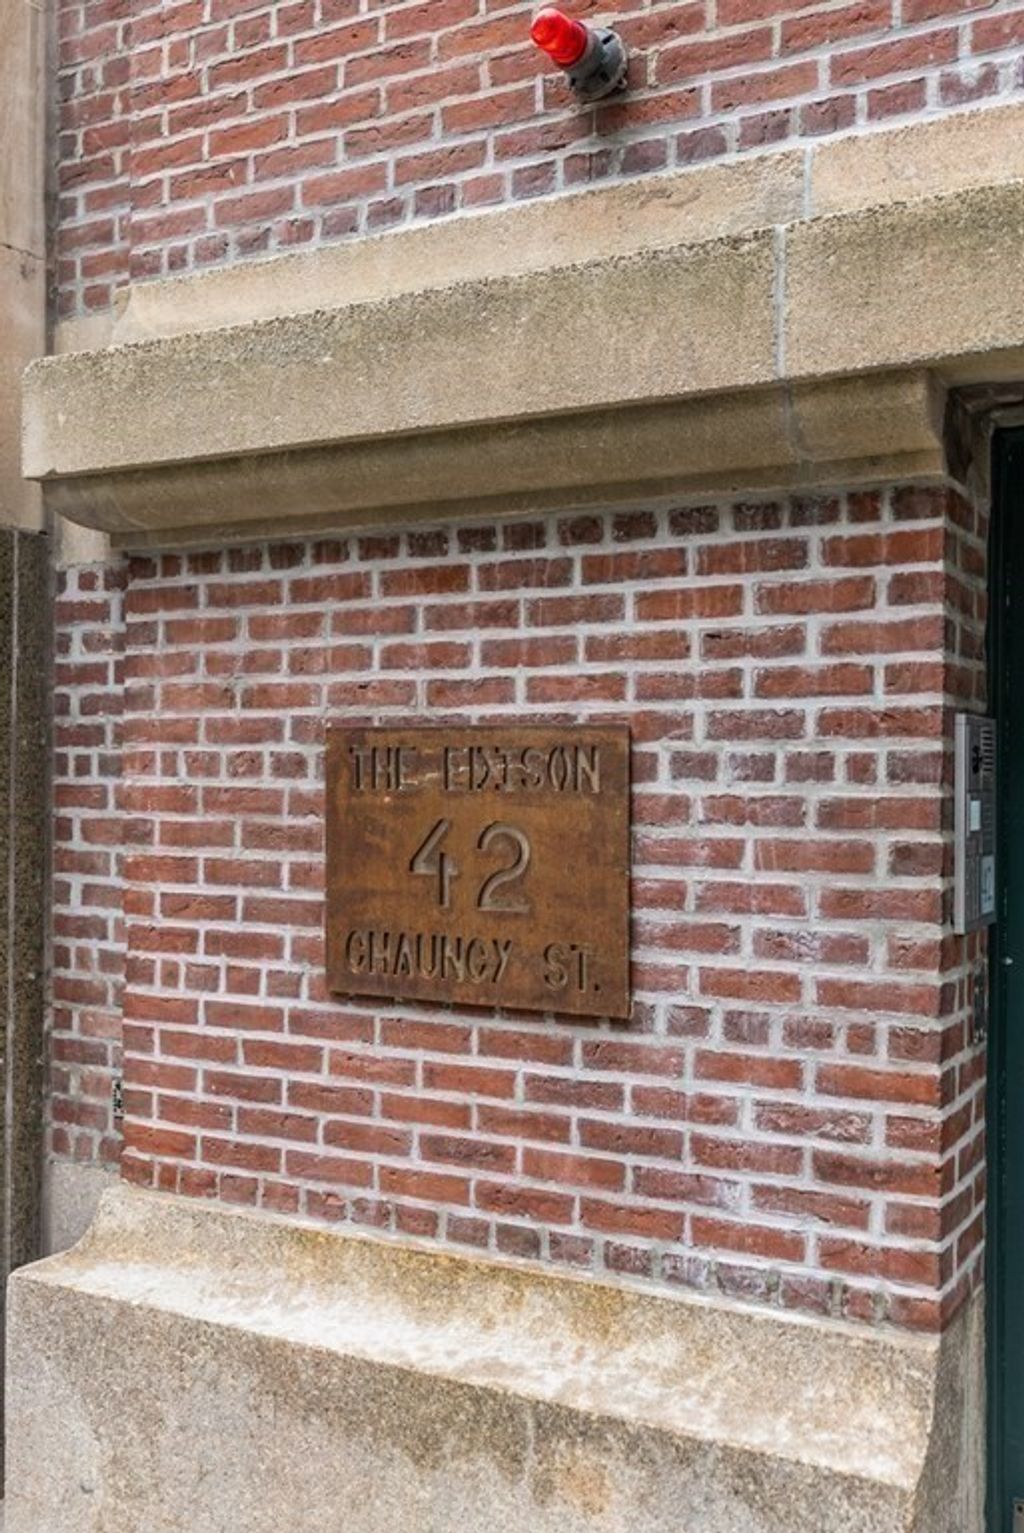 THE EDISON
42
CHAUNCY ST.